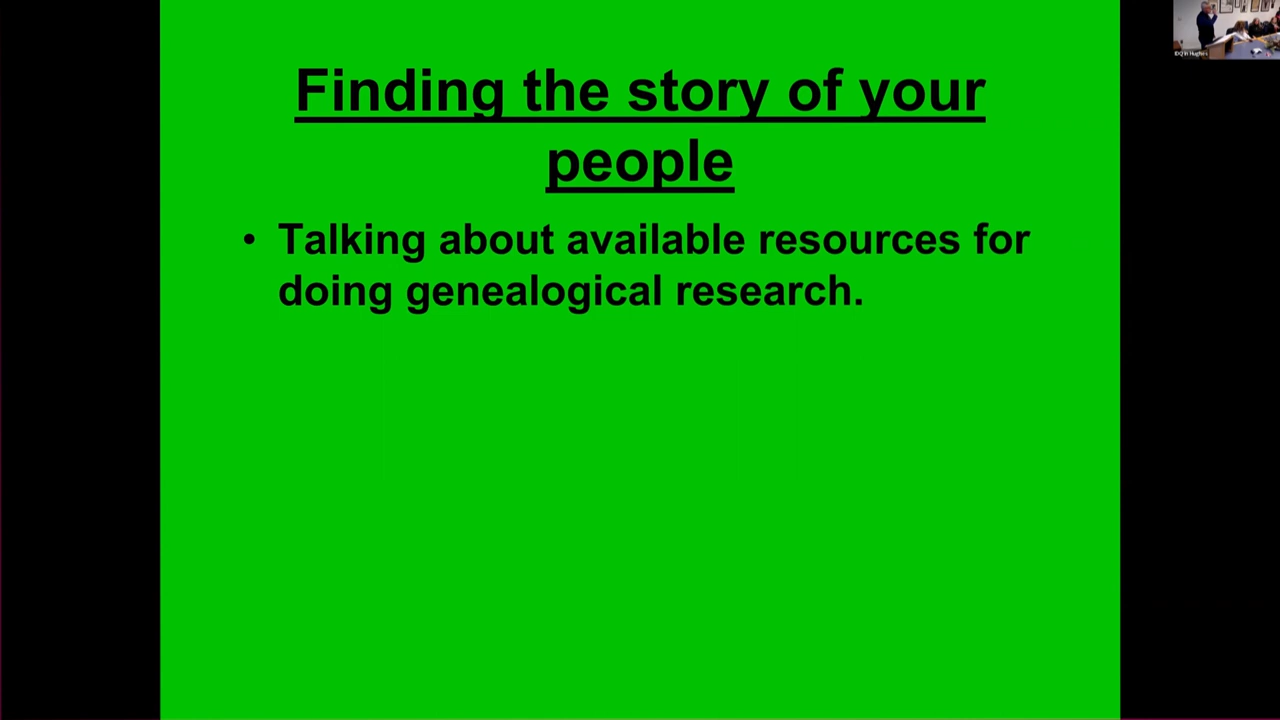 Finding the story of your
people
• Talking about available resources for
doing genealogical research.